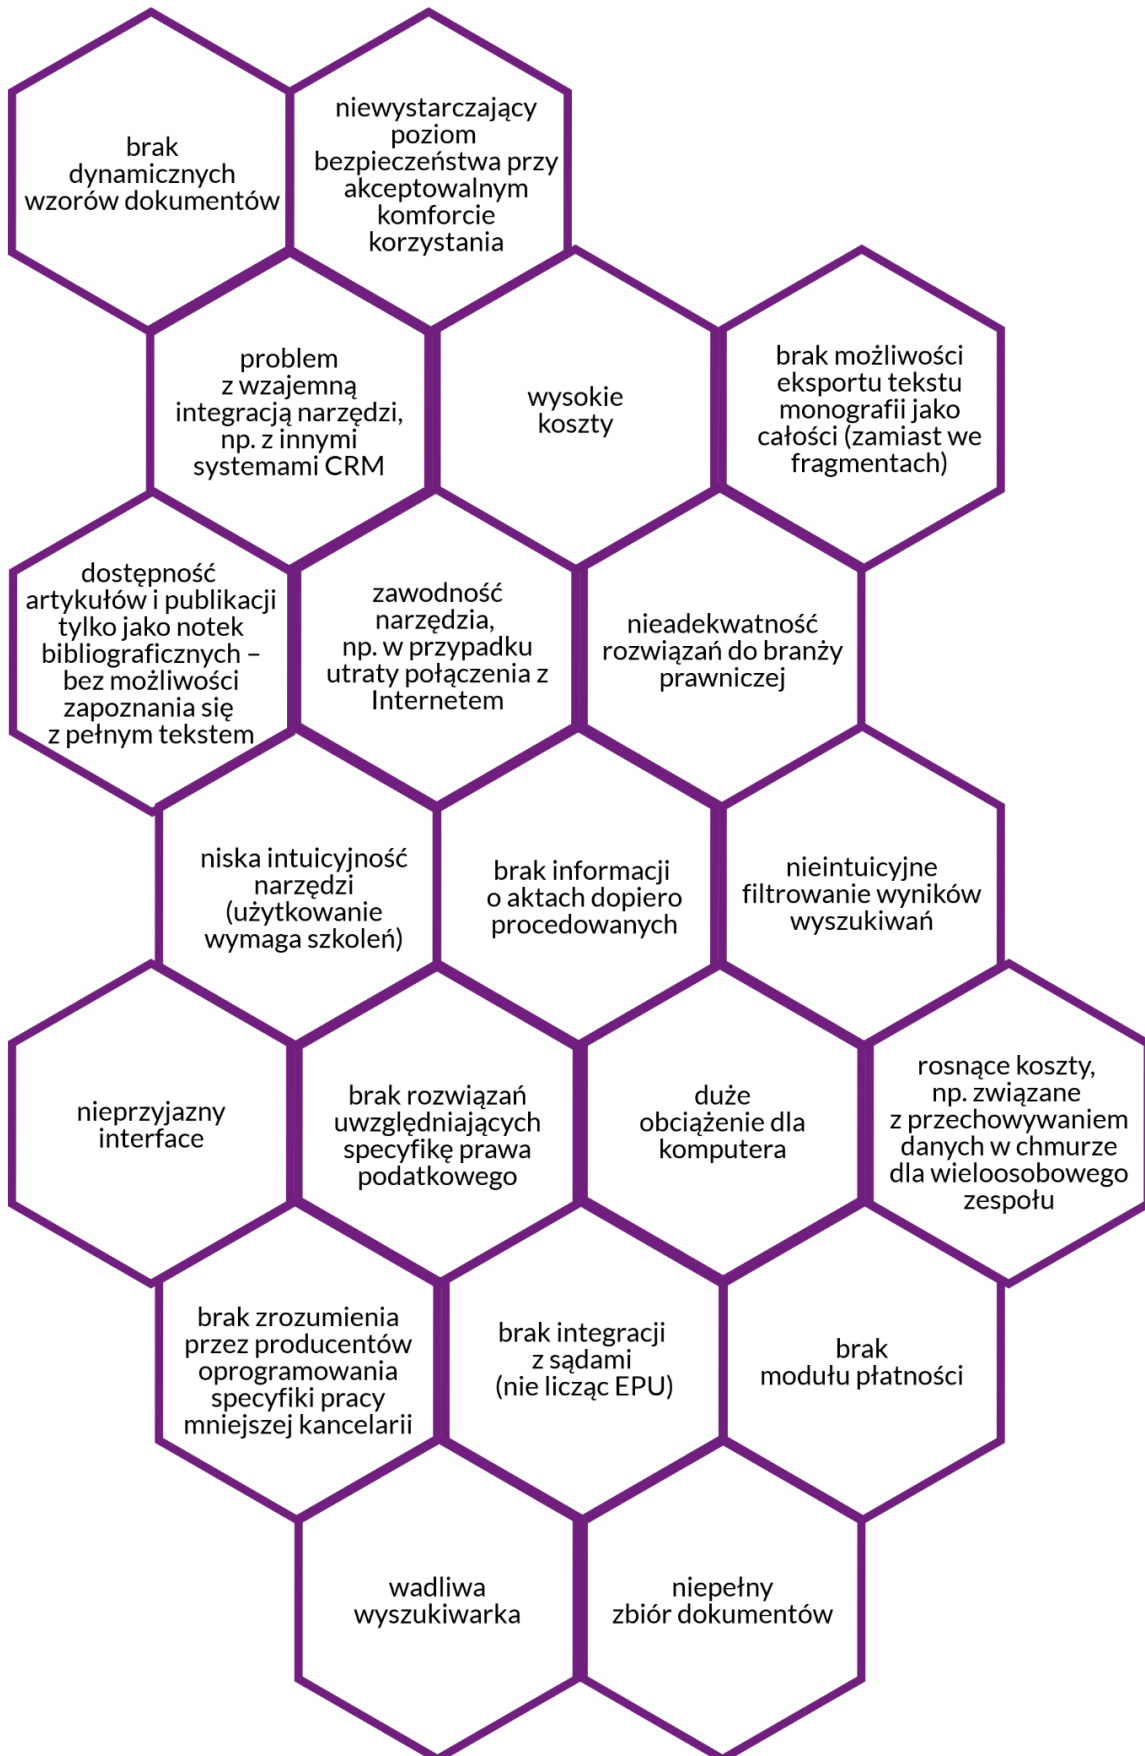 brak
dynamicznych
wzorów dokumentów
niewystarczający
poziom
bezpieczeństwa przy
akceptowalnym
komforcie
korzystania
problem
z wzajemną
integracją narzędzi,
np. z innymi
systemami CRM
wysokie
koszty
brak możliwości
eksportu tekstu
monografii jako
całości (zamiast we
fragmentach)
dostępność
artykułów i publikacji
tylko jako notek
bibliograficznych –
bez możliwości
zapoznania się
z pełnym tekstem
zawodność
narzędzia,
np. w przypadku
utraty połączenia z
Internetem
nieadekwatność
rozwiązań do branży
prawniczej
niska intuicyjność
narzędzi
(użytkowanie
wymaga szkoleń)
brak informacji
o aktach dopiero
procedowanych
nieintuicyjne
filtrowanie wyników
wyszukiwań
nieprzyjazny
interface
brak rozwiązań
uwzględniających
specyfikę prawa
podatkowego
duże
obciążenie dla
komputera
rosnące koszty,
np. związane
z przechowywaniem
danych w chmurze
dla wieloosobowego
zespołu
brak zrozumienia
przez producentów
oprogramowania
specyfiki pracy
mniejszej kancelarii
brak integracji
z sądami
(nie licząc EPU)
brak
modułu płatności
wadliwa
wyszukiwarka
niepełny
zbiór dokumentów